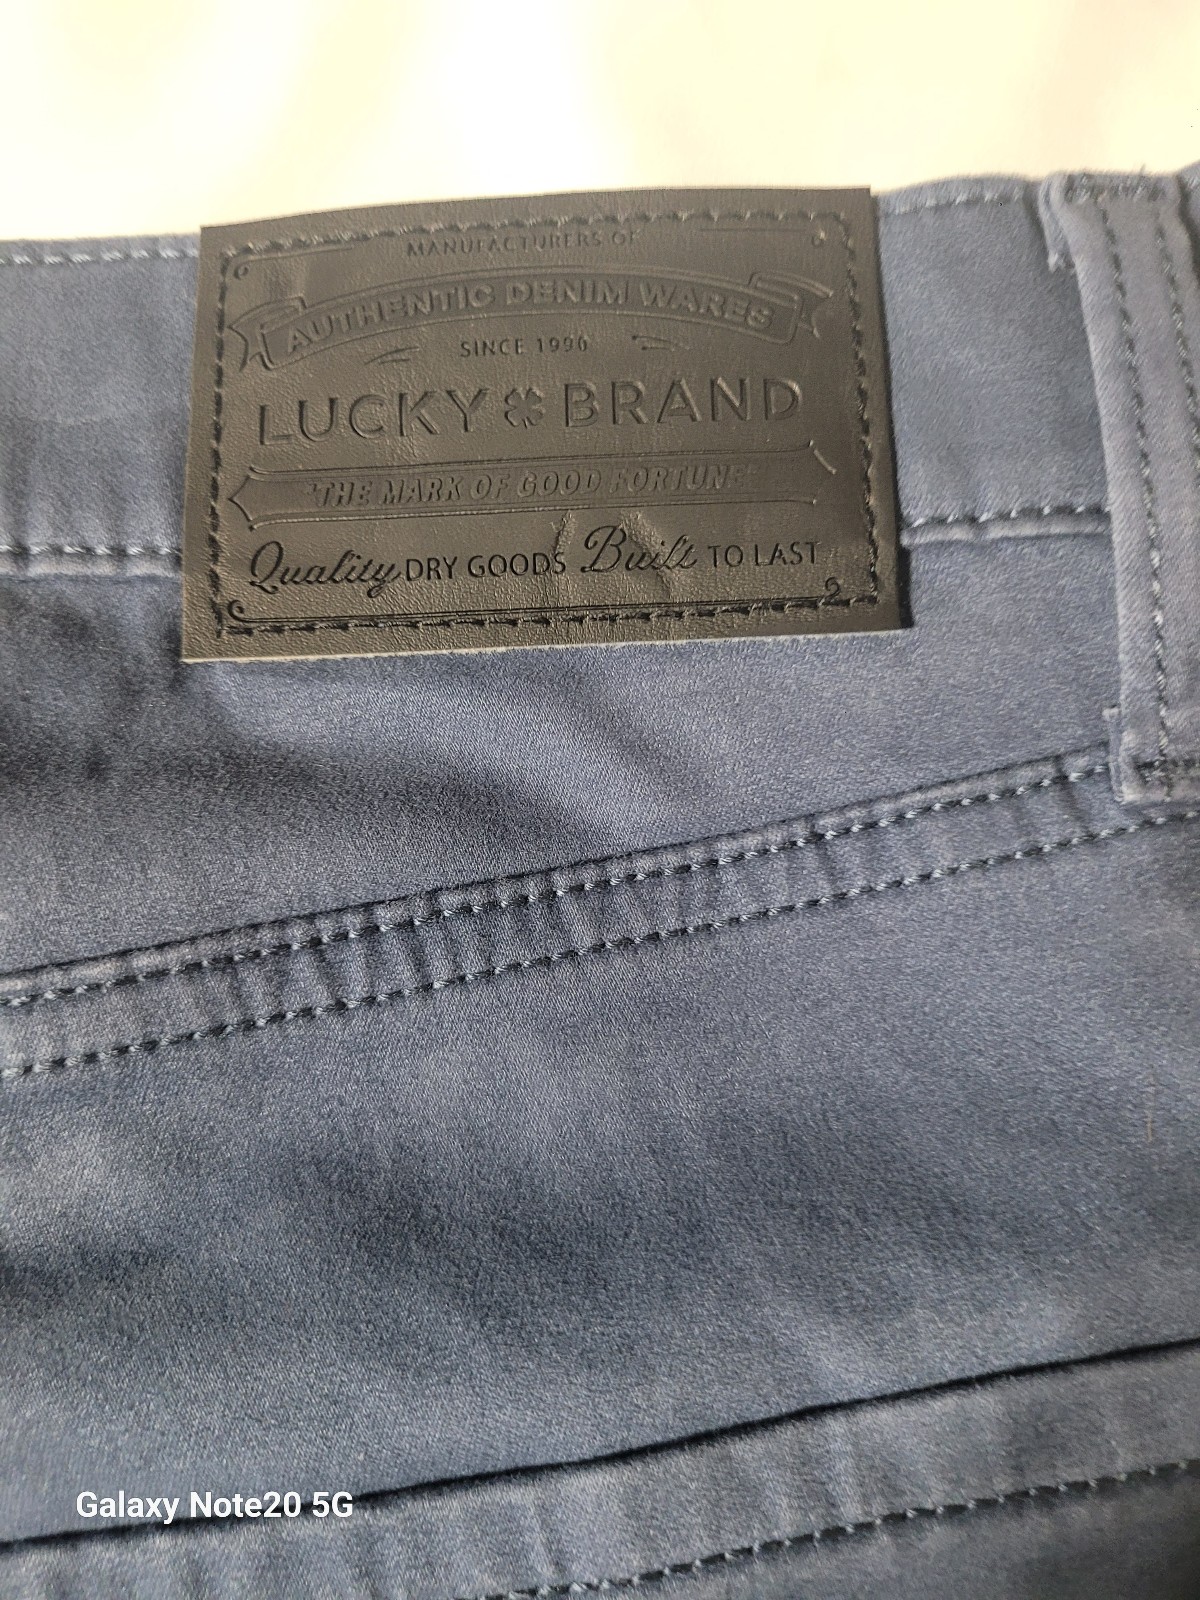 MANUFACTURERS OF
AUTHENTIC DENIM WARES
SINCE 1990
LUCKY BRAND
"THE MARK OF GOOD FORTUNE"
Quality DRY GOODS Built TO LAST
Galaxy Note20 5G